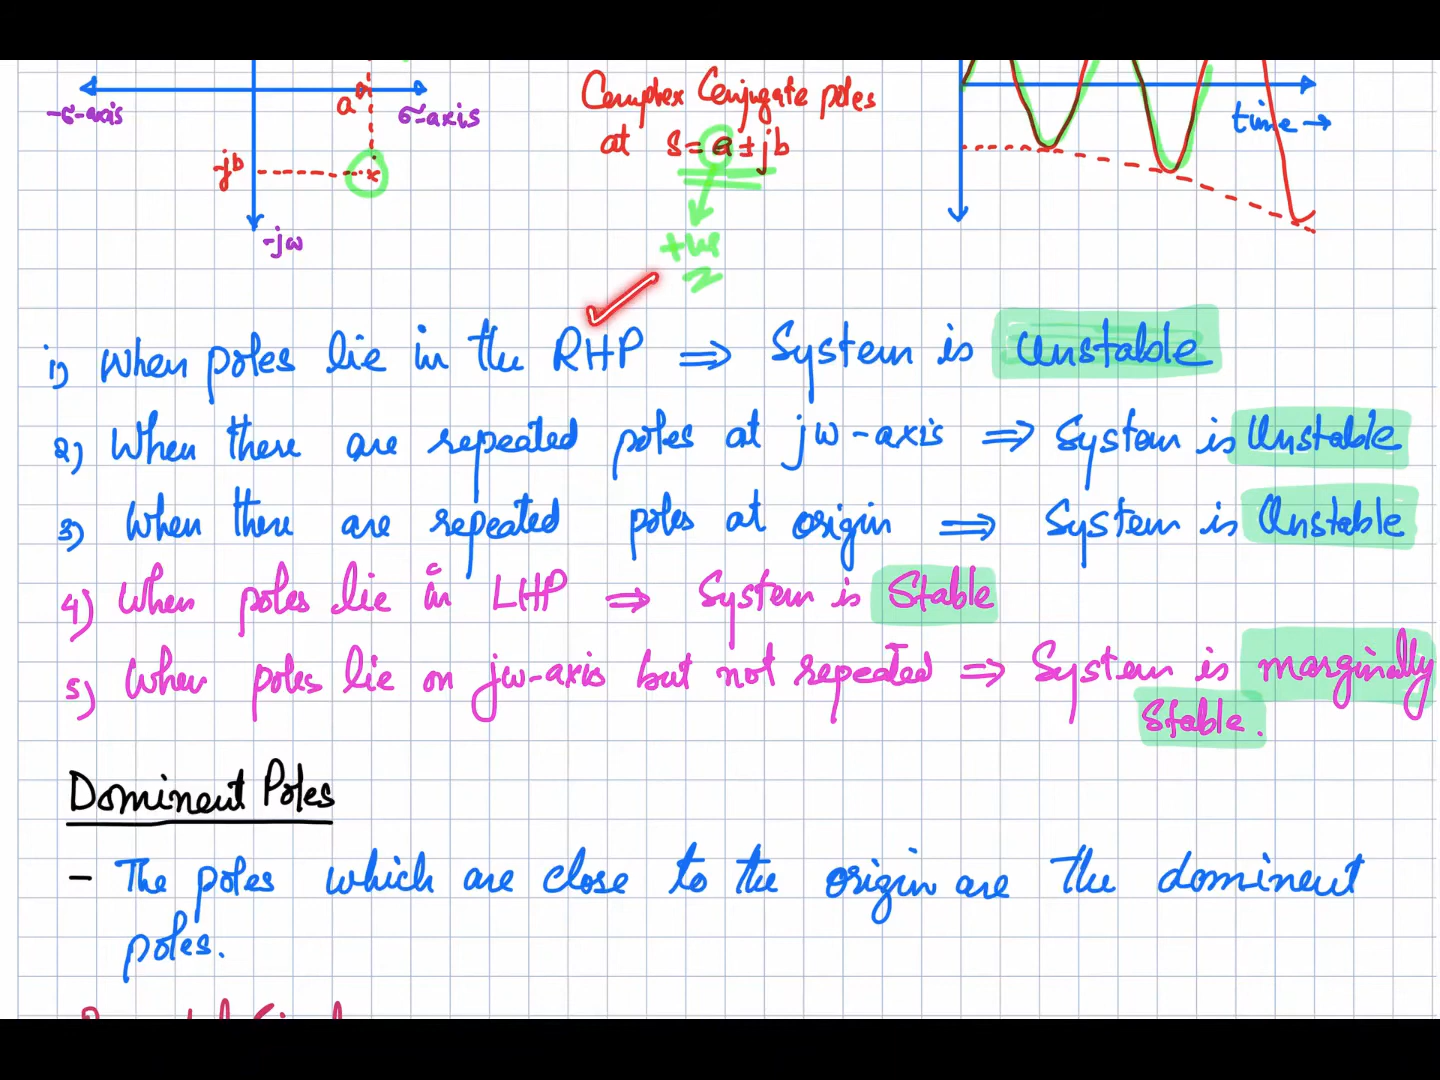 -σ-axis
a
σ-axis
-jb
-jω
Complex Conjugate poles
at s = a ± jb
+ve
time →
1) When poles lie in the RHP ⇒ System is Unstable
2) When there are repeated poles at jω-axis ⇒ System is Unstable
3) When there are repeated poles at origin ⇒ System is Unstable
4) When poles lie in LHP ⇒ System is Stable
5) When poles lie on jω-axis but not repeated ⇒ System is marginally
Stable.
Dominent Poles
- The poles which are close to the origin are the dominent
poles.